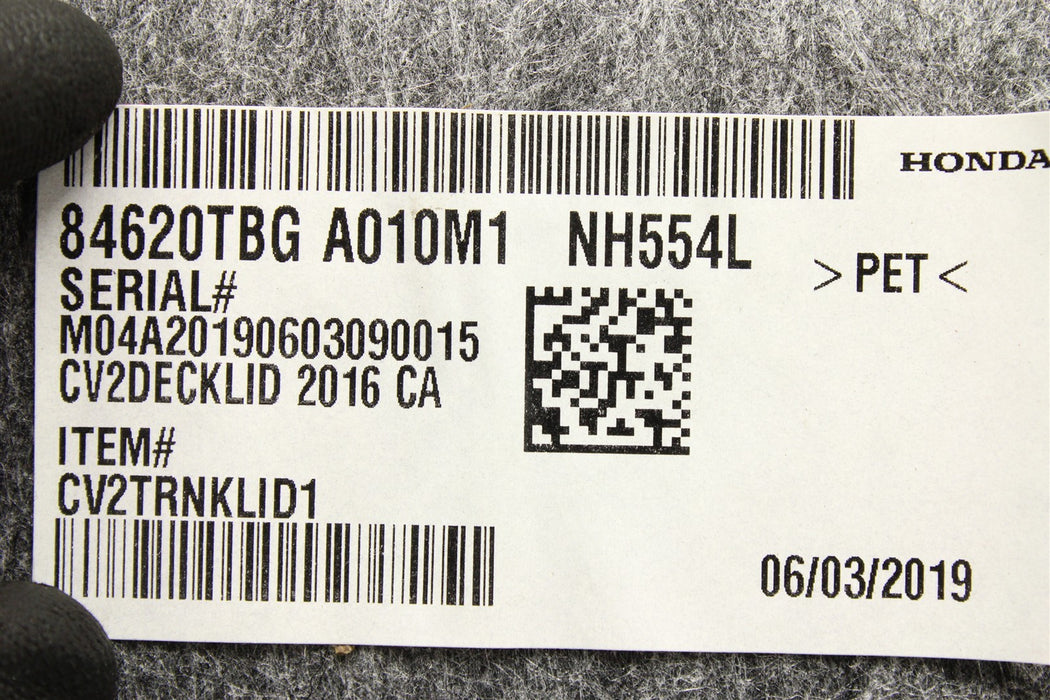 HONDA
84620TBG A010M1 NH554L
>PET<
SERIAL#
M04A20190603090015
CV2DECKLID 2016 CA
ITEM#
CV2TRNKLID1
06/03/2019